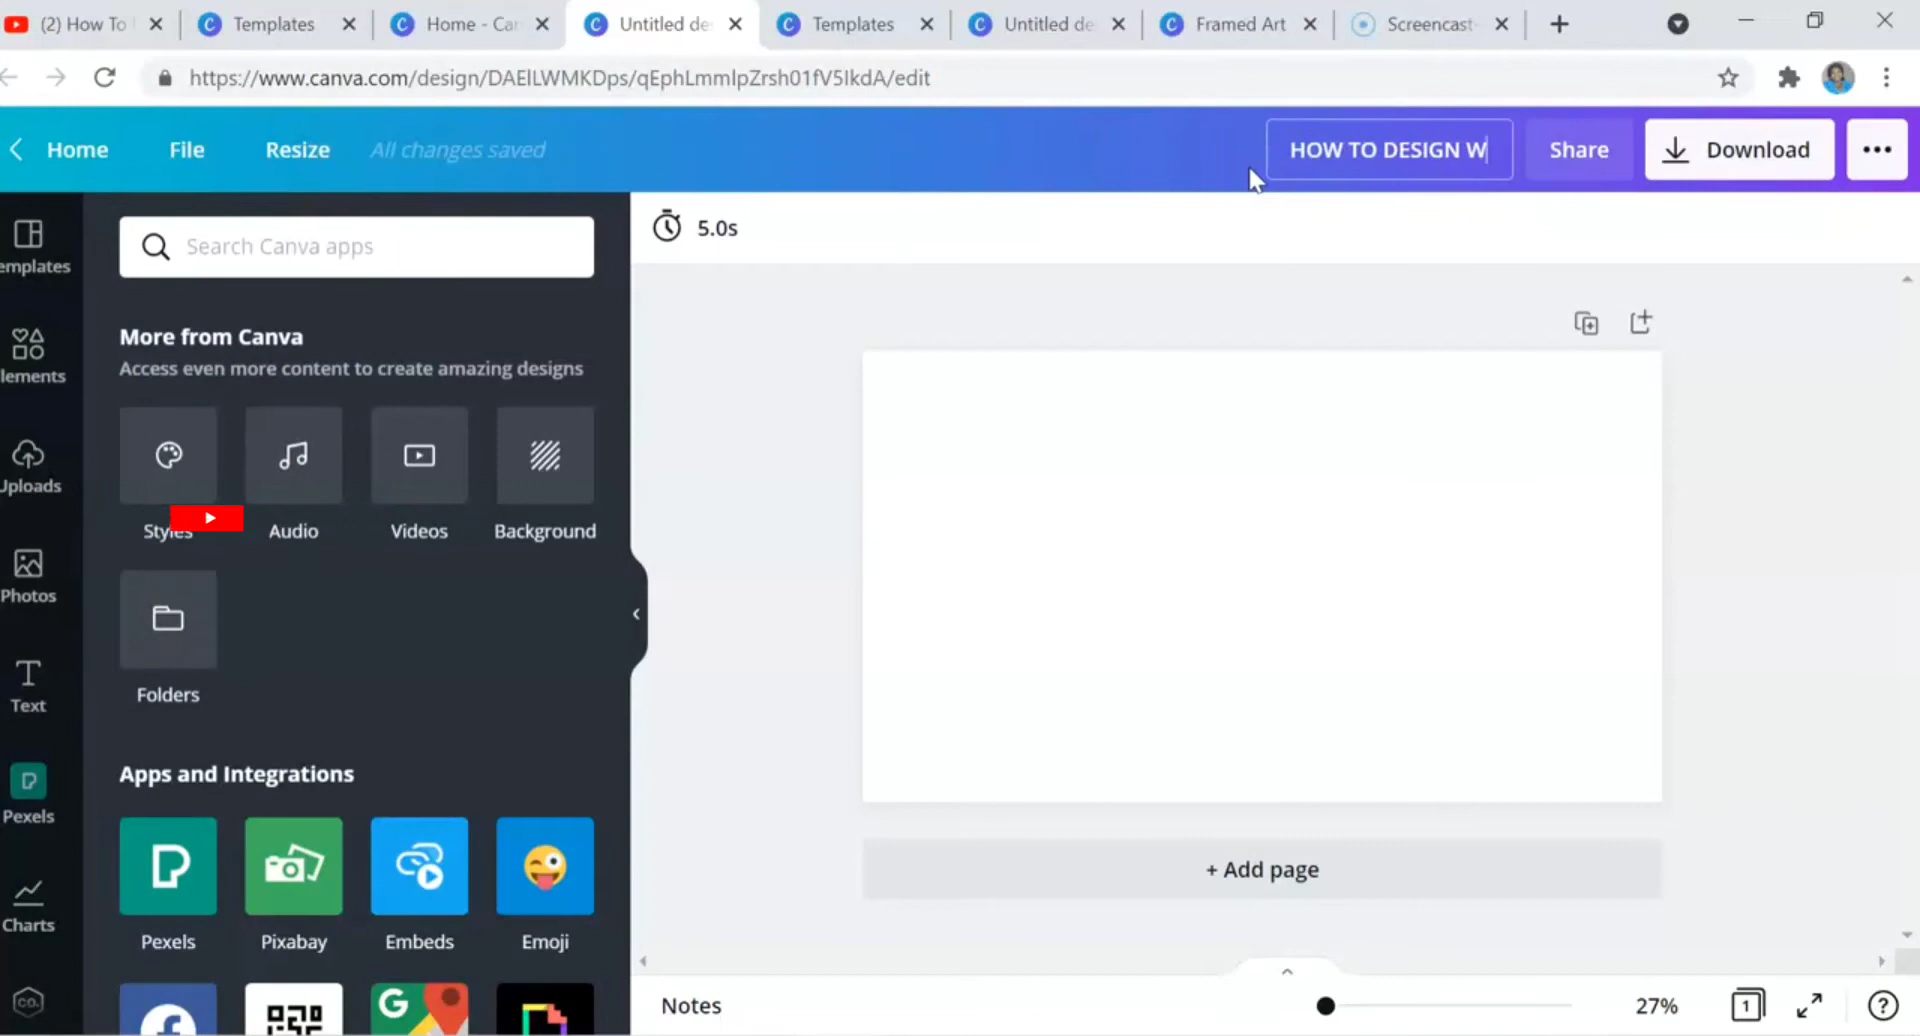 (2) How To
Templates
Home - Can
Untitled de
Templates
Untitled de
Framed Art
Screencast-
https://www.canva.com/design/DAElLWMKDps/qEphLmmlpZrsh01fV5IkdA/edit
Home
File
Resize
All changes saved
HOW TO DESIGN W
Share
Download
5.0s
Search Canva apps
emplates
lements
Uploads
Photos
Text
Pexels
Charts
CO.
More from Canva
Access even more content to create amazing designs
Styles
Audio
Videos
Background
Folders
Apps and Integrations
Pexels
Pixabay
Embeds
Emoji
G
+ Add page
Notes
27%
1
?